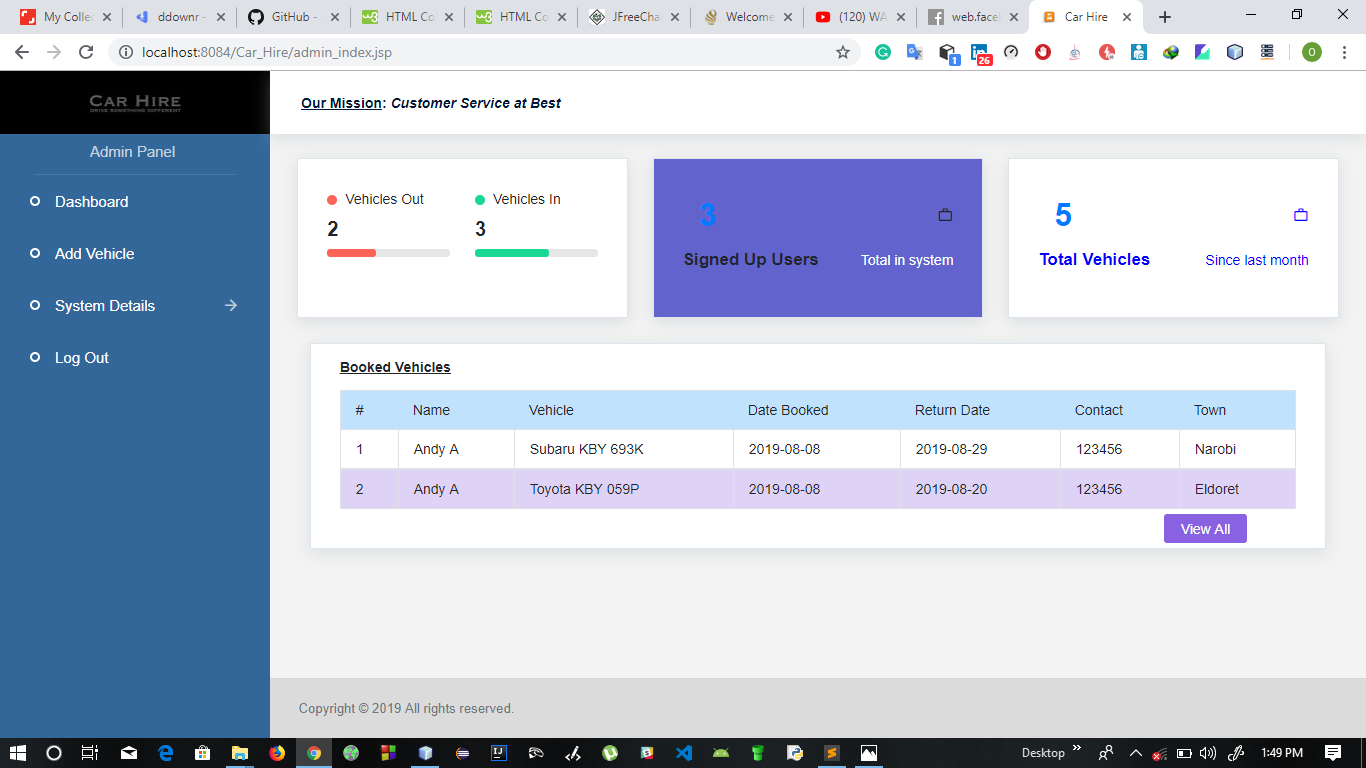 My Collec
ddownr -
GitHub -
HTML Co
HTML Co
JFreeCha
Welcome
(120) WA
web.facel
Car Hire
localhost:8084/Car_Hire/admin_index.jsp
1
26
O
CAR HIRE
DRIVE SOMETHING DIFFERENT
Our Mission: Customer Service at Best
Admin Panel
Dashboard
Add Vehicle
System Details
Log Out
Vehicles Out
2
Vehicles In
3
3
Signed Up Users
Total in system
5
Total Vehicles
Since last month
Booked Vehicles
# Name Vehicle Date Booked Return Date Contact Town
1 Andy A Subaru KBY 693K 2019-08-08 2019-08-29 123456 Narobi
2 Andy A Toyota KBY 059P 2019-08-08 2019-08-20 123456 Eldoret
View All
Copyright © 2019 All rights reserved.
Desktop
1:49 PM